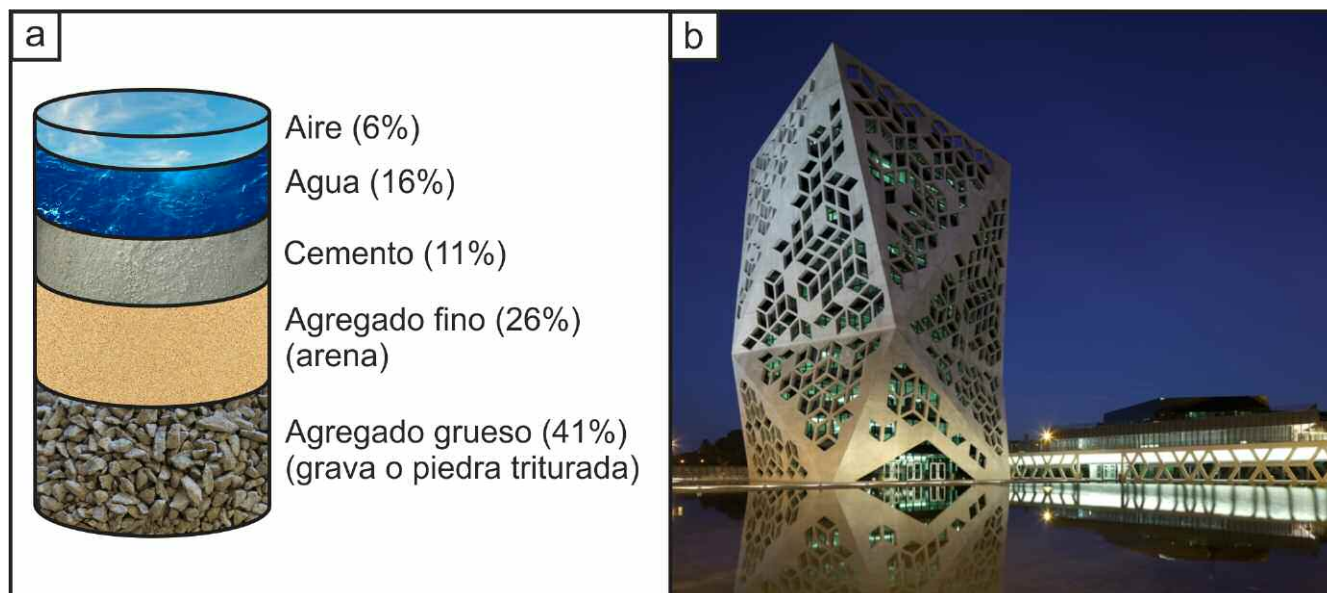 a
Aire (6%)
Agua (16%)
Cemento (11%)
Agregado fino (26%)
(arena)
Agregado grueso (41%)
(grava o piedra triturada)
b